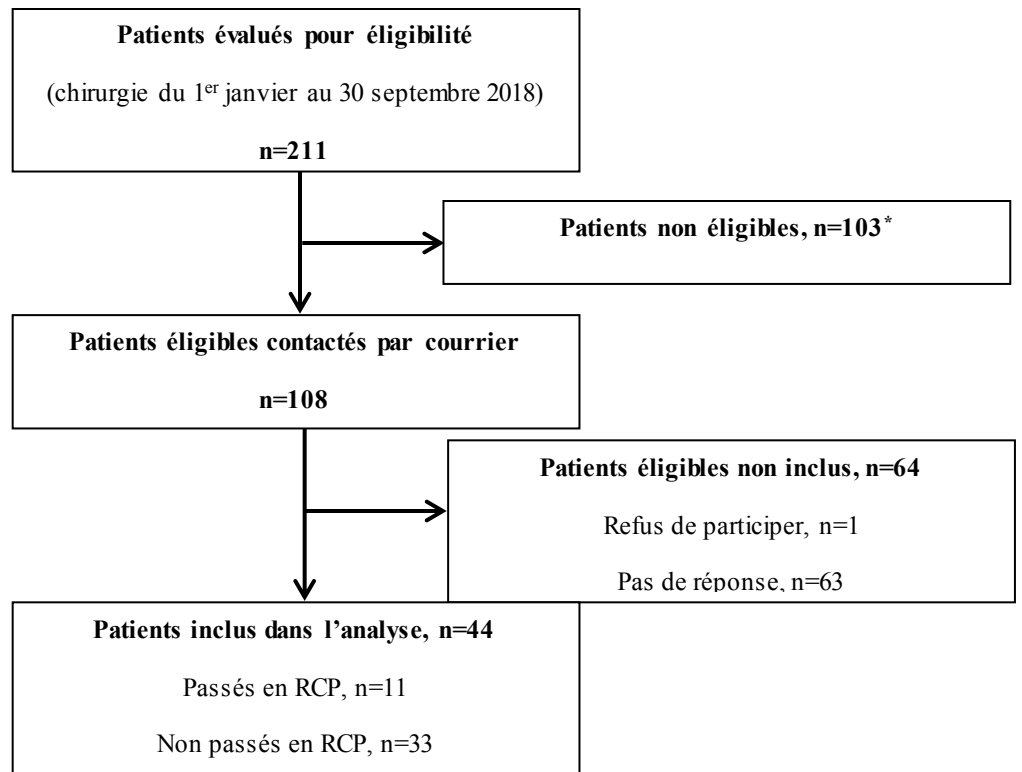 Patients évalués pour éligibilité
(chirurgie du 1er janvier au 30 septembre 2018)
n=211
Patients non éligibles, n=103*
Patients éligibles contactés par courrier
n=108
Patients éligibles non inclus, n=64
Refus de participer, n=1
Pas de réponse, n=63
Patients inclus dans l’analyse, n=44
Passés en RCP, n=11
Non passés en RCP, n=33